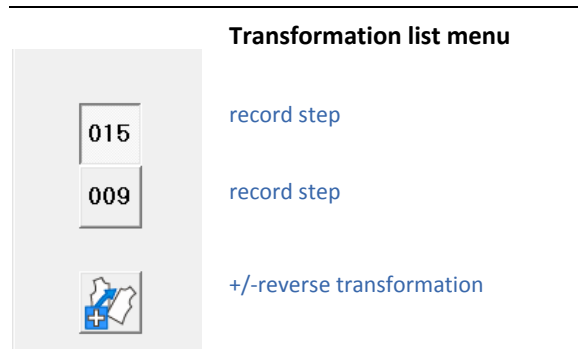 Transformation list menu
015 record step
009 record step
+/-reverse transformation